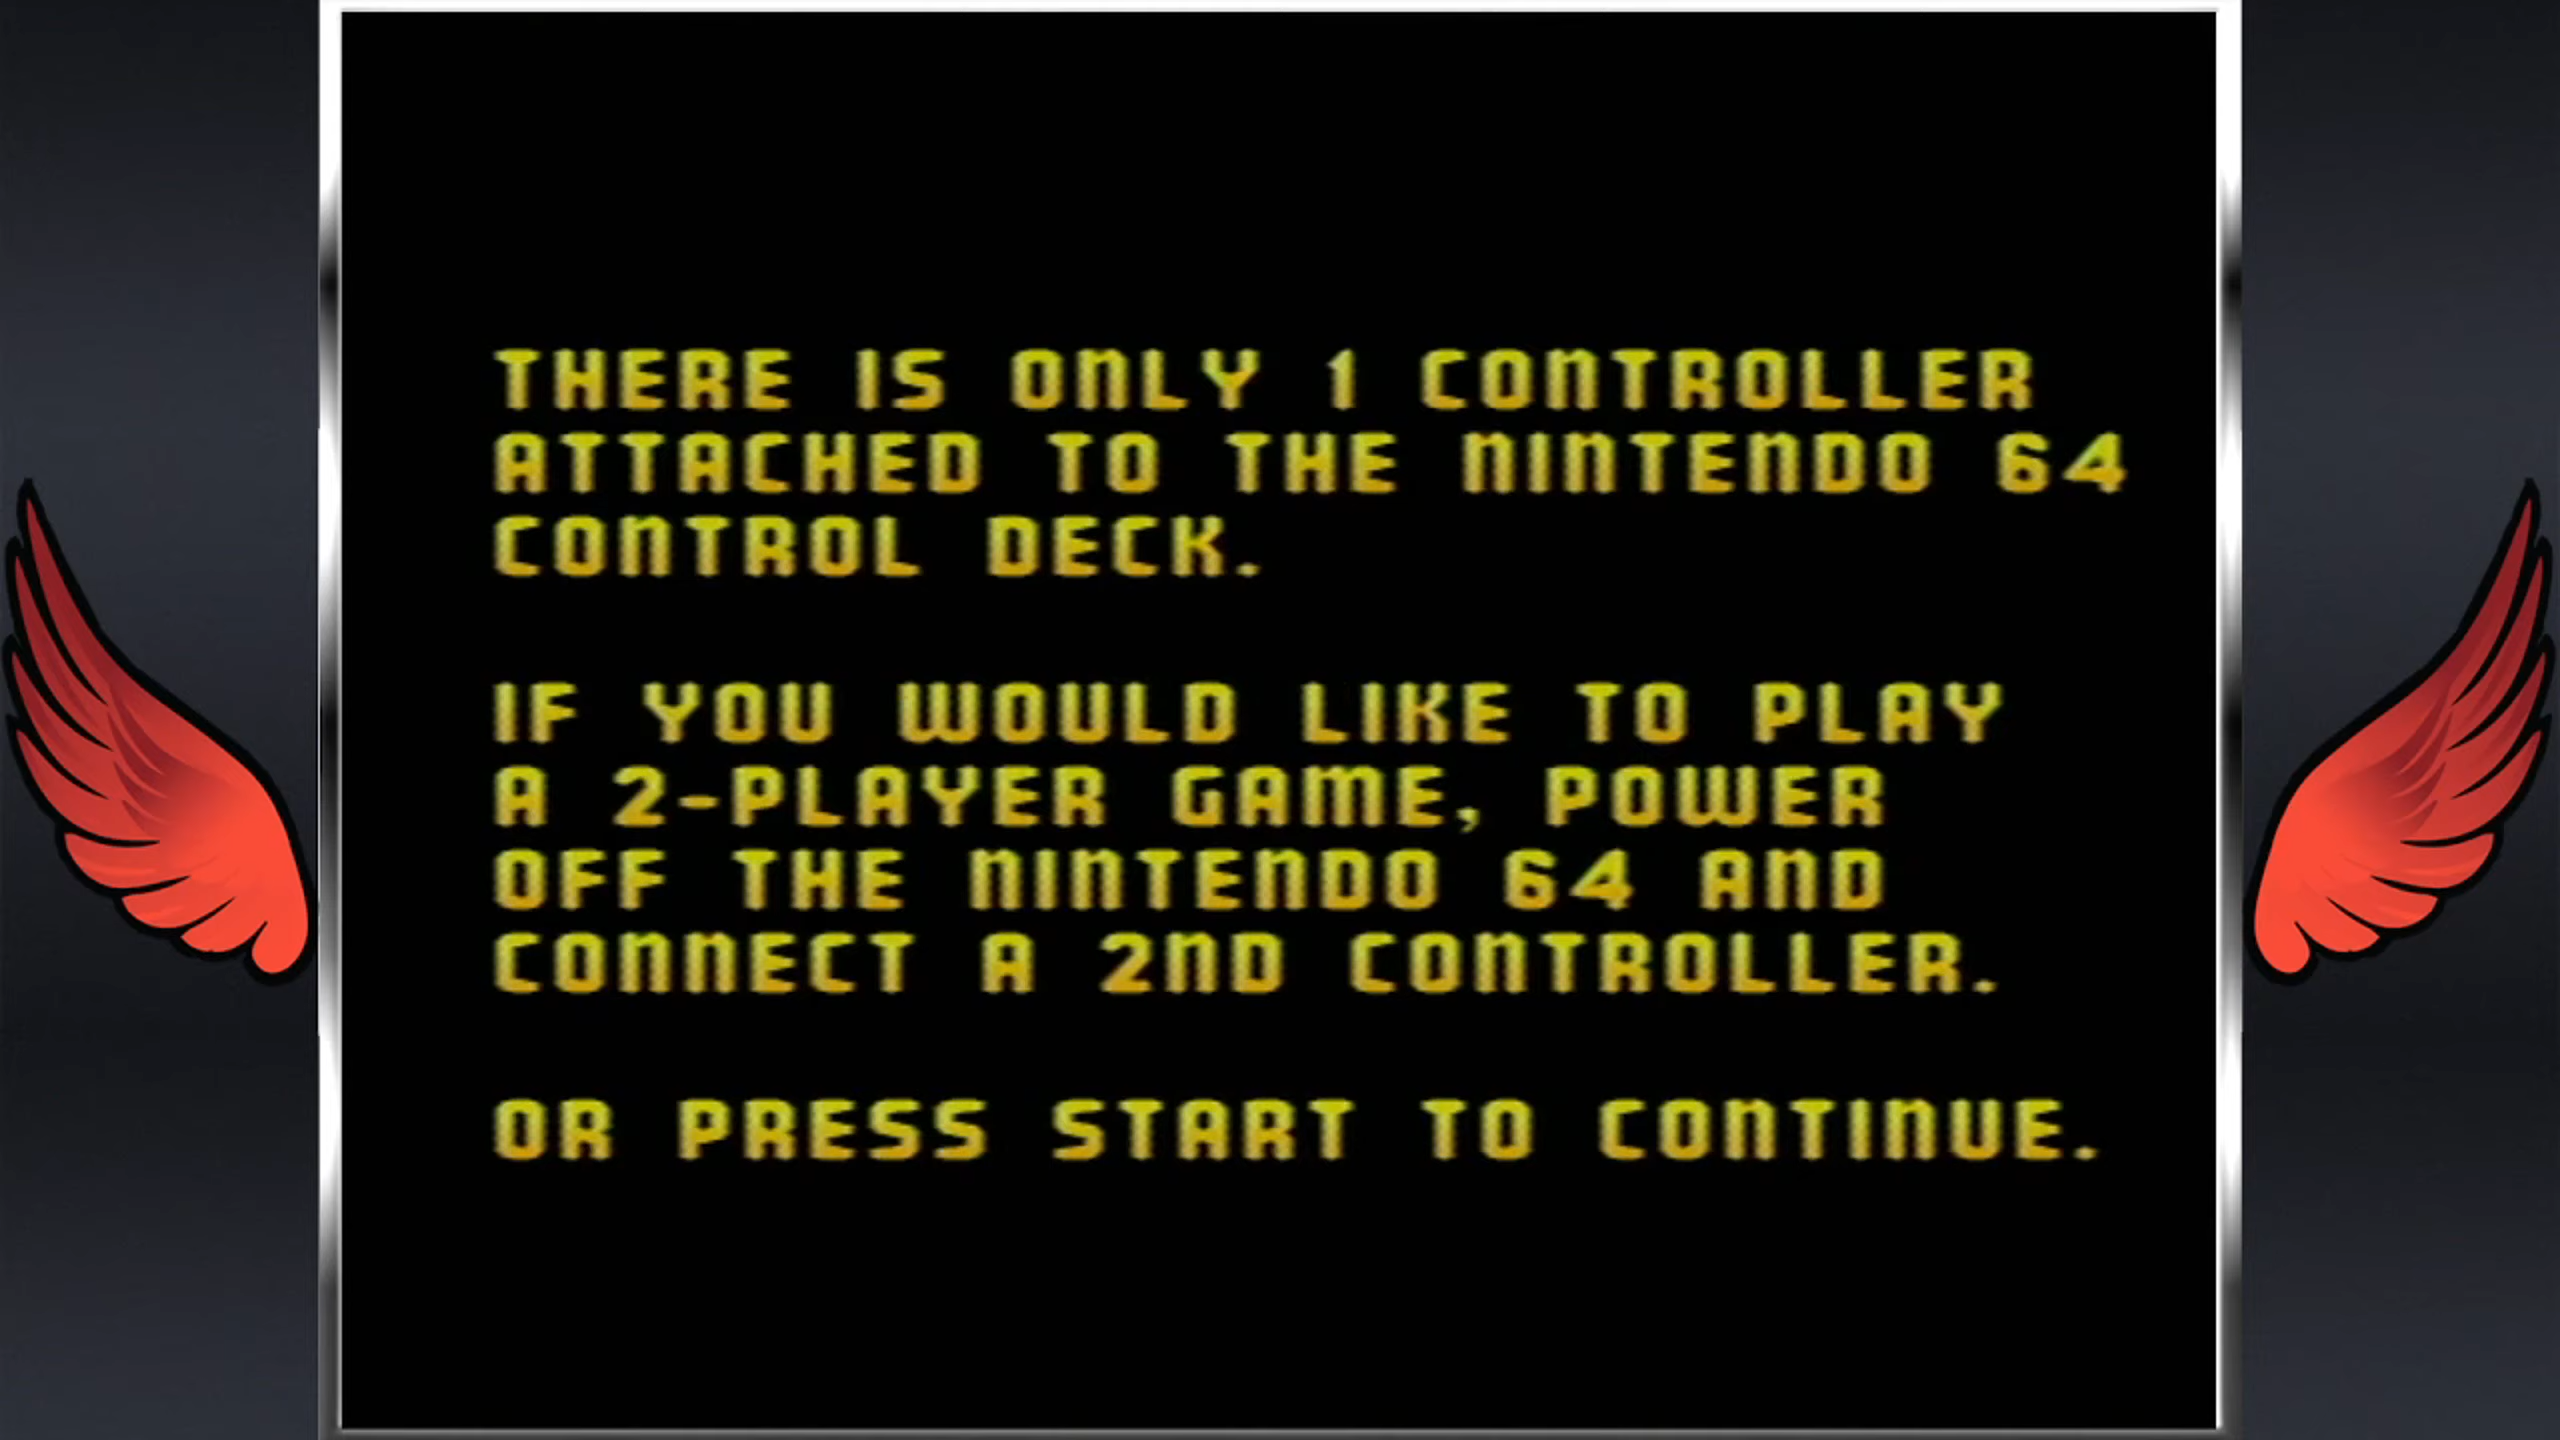 THERE IS ONLY 1 CONTROLLER
ATTACHED TO THE NINTENDO 64
CONTROL DECK.
IF YOU WOULD LIKE TO PLAY
A 2-PLAYER GAME, POWER
OFF THE NINTENDO 64 AND
CONNECT A 2ND CONTROLLER.
OR PRESS START TO CONTINUE.